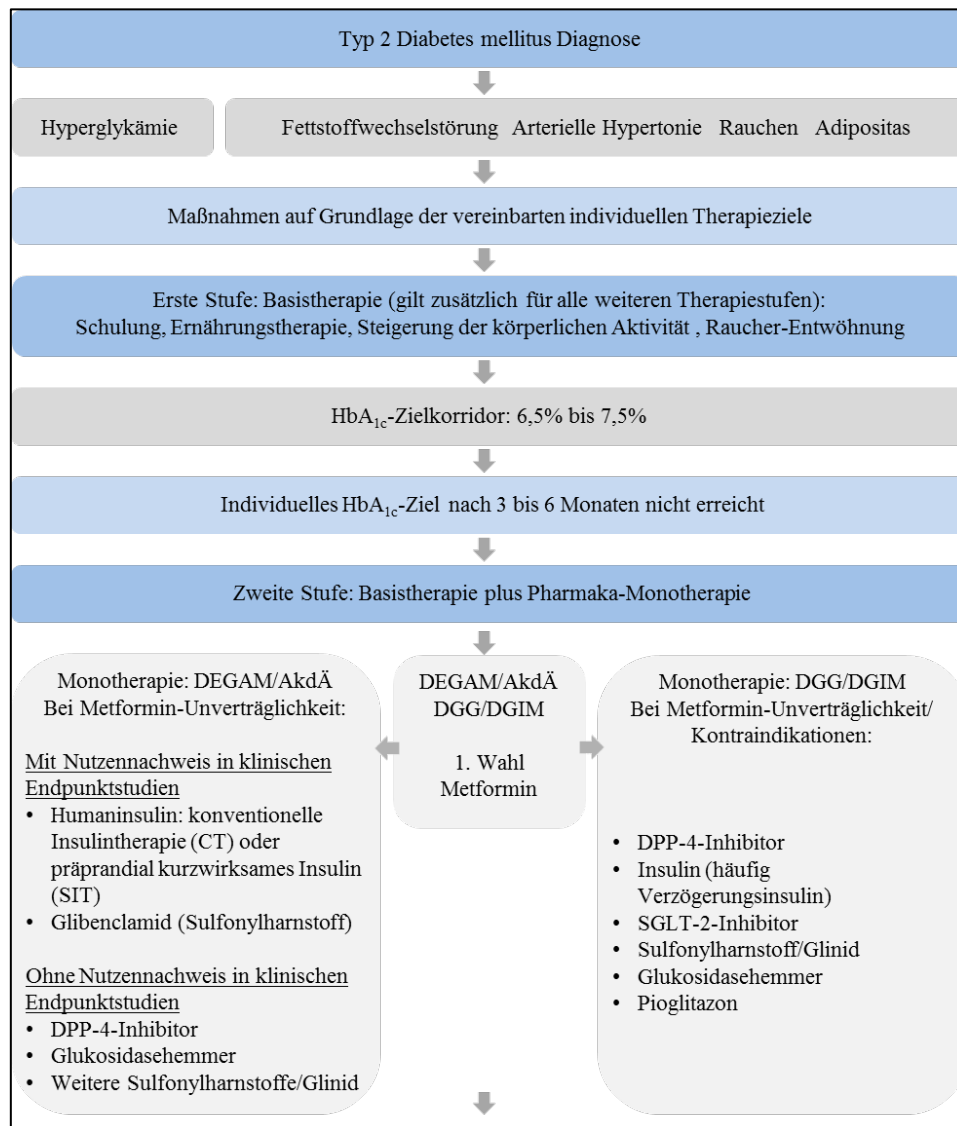 Typ 2 Diabetes mellitus Diagnose
Hyperglykämie
Fettstoffwechselstörung Arterielle Hypertonie Rauchen Adipositas
Maßnahmen auf Grundlage der vereinbarten individuellen Therapieziele
Erste Stufe: Basistherapie (gilt zusätzlich für alle weiteren Therapiestufen):
Schulung, Ernährungstherapie, Steigerung der körperlichen Aktivität , Raucher-Entwöhnung
HbA1c-Zielkorridor: 6,5% bis 7,5%
Individuelles HbA1c-Ziel nach 3 bis 6 Monaten nicht erreicht
Zweite Stufe: Basistherapie plus Pharmaka-Monotherapie
Monotherapie: DEGAM/AkdÄ
Bei Metformin-Unverträglichkeit:
Mit Nutzennachweis in klinischen
Endpunktstudien
• Humaninsulin: konventionelle
Insulintherapie (CT) oder
präprandial kurzwirksames Insulin
(SIT)
• Glibenclamid (Sulfonylharnstoff)
Ohne Nutzennachweis in klinischen
Endpunktstudien
• DPP-4-Inhibitor
• Glukosidasehemmer
• Weitere Sulfonylharnstoffe/Glinid
DEGAM/AkdÄ
DGG/DGIM
1. Wahl
Metformin
Monotherapie: DGG/DGIM
Bei Metformin-Unverträglichkeit/
Kontraindikationen:
• DPP-4-Inhibitor
• Insulin (häufig
Verzögerungsinsulin)
• SGLT-2-Inhibitor
• Sulfonylharnstoff/Glinid
• Glukosidasehemmer
• Pioglitazon